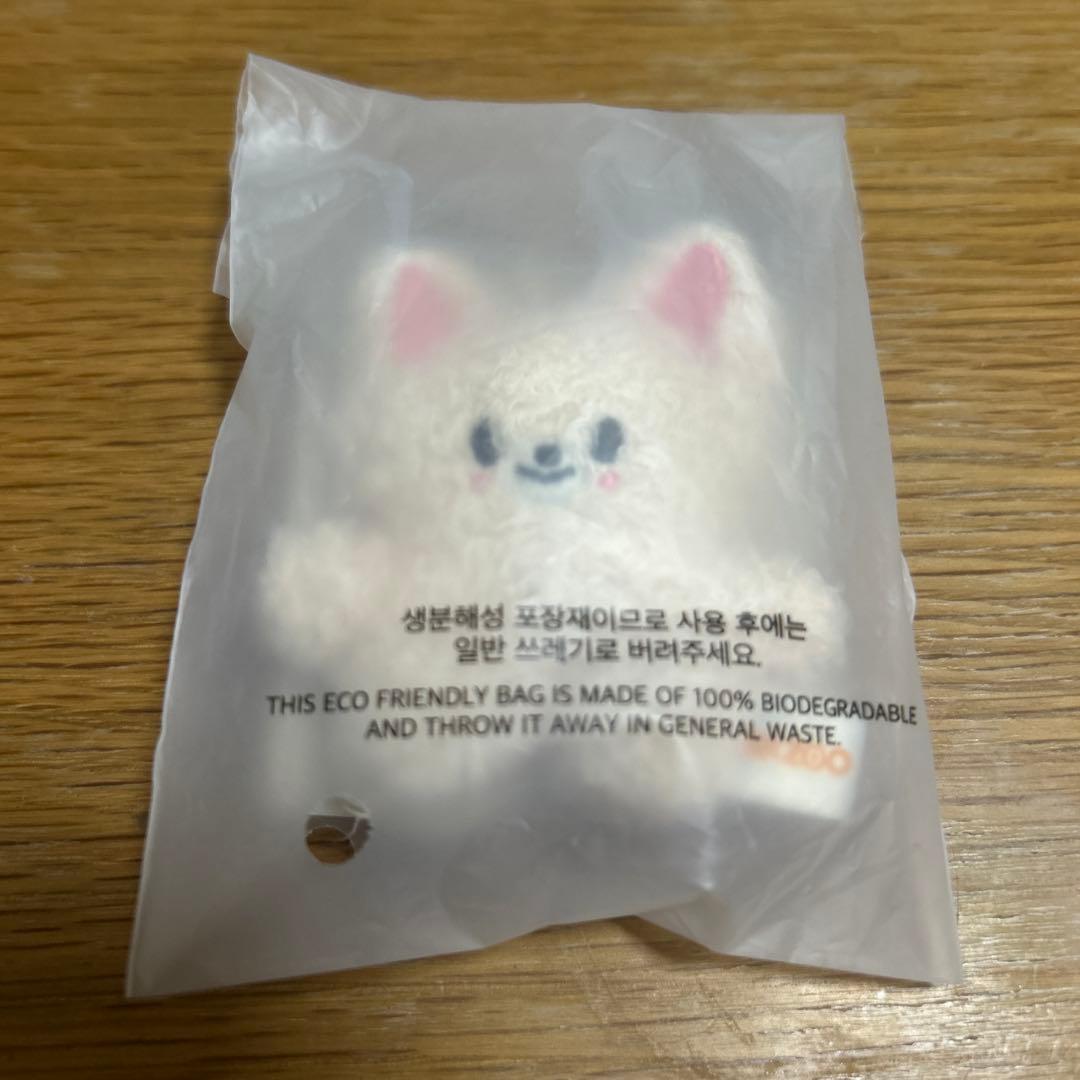 생분해성 포장재이므로 사용 후에는
일반 쓰레기로 버려주세요.
THIS ECO FRIENDLY BAG IS MADE OF 100% BIODEGRADABLE
AND THROW IT AWAY IN GENERAL WASTE.